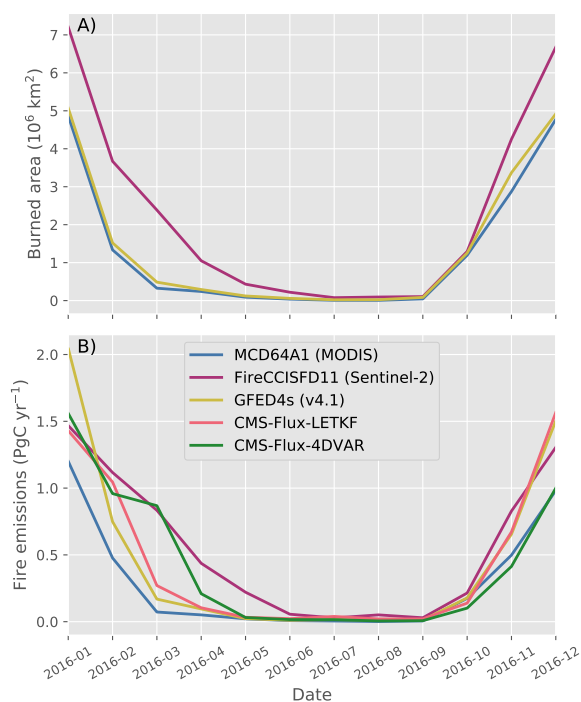 A)
7
6
5
4
3
2
1
0
Burned area (10⁶ km²)
B)
2.0
1.5
1.0
0.5
0.0
Fire emissions (PgC yr⁻¹)
MCD64A1 (MODIS)
FireCCISFD11 (Sentinel-2)
GFED4s (v4.1)
CMS-Flux-LETKF
CMS-Flux-4DVAR
2016-01
2016-02
2016-03
2016-04
2016-05
2016-06
2016-07
2016-08
2016-09
2016-10
2016-11
2016-12
Date